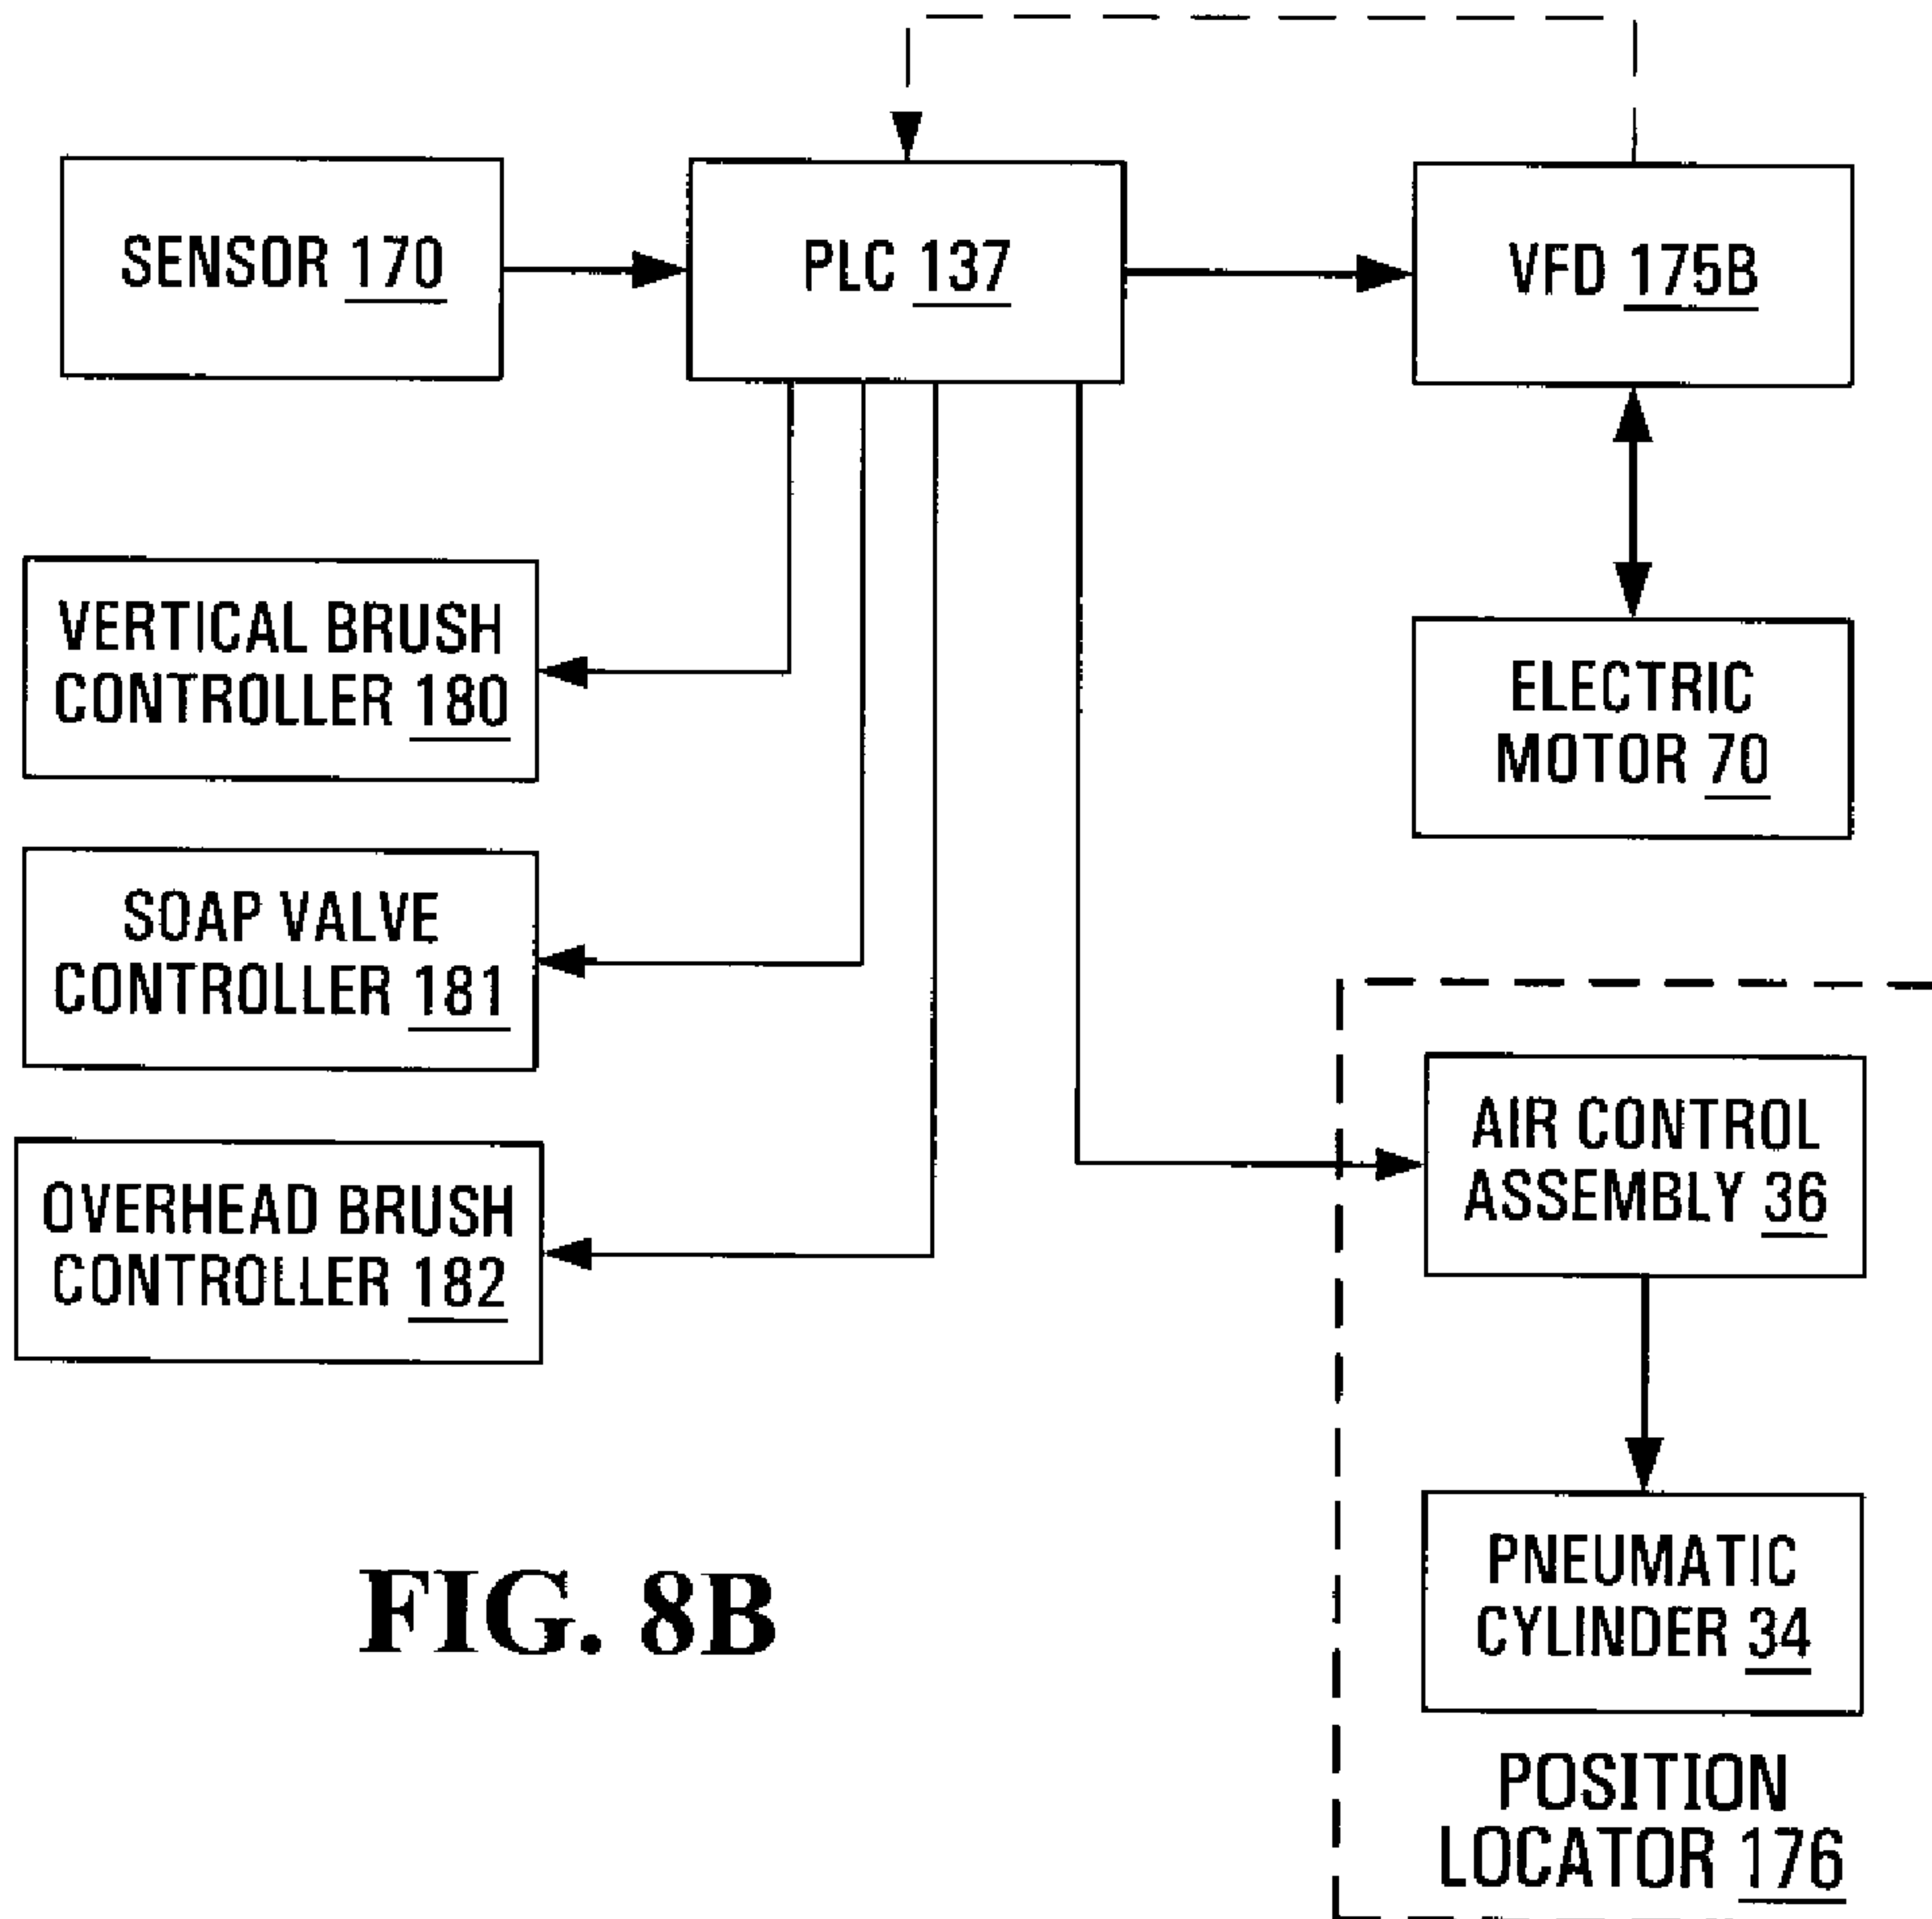 SENSOR 170
PLC 137
VFD 175B
VERTICAL BRUSH
CONTROLLER 180
ELECTRIC
MOTOR 70
SOAP VALVE
CONTROLLER 181
OVERHEAD BRUSH
CONTROLLER 182
AIR CONTROL
ASSEMBLY 36
PNEUMATIC
CYLINDER 34
POSITION
LOCATOR 176
FIG. 8B